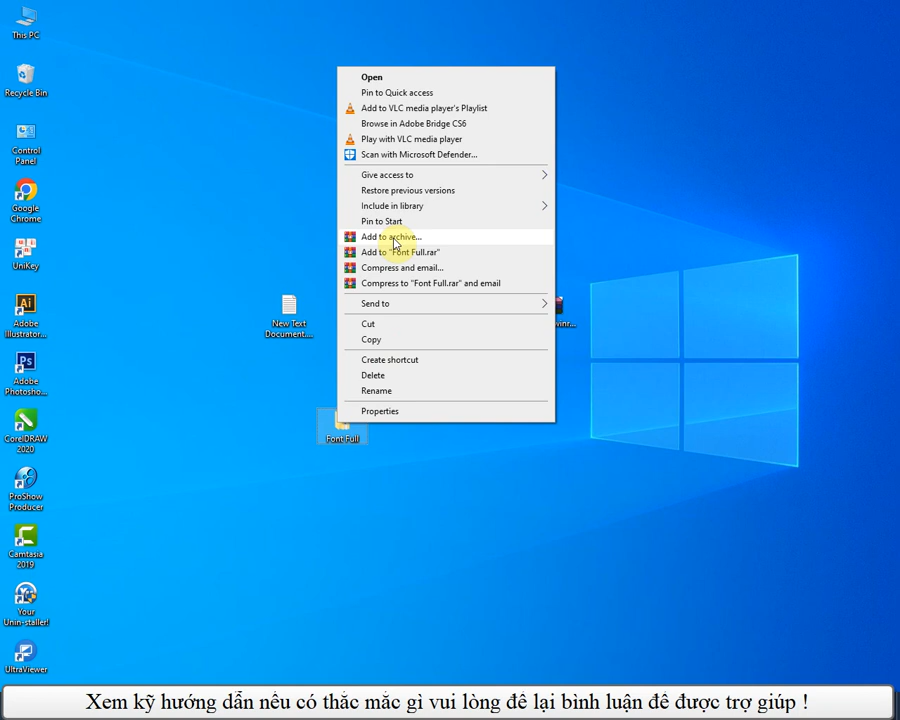 This PC
Recycle Bin
Control
Panel
Google
Chrome
UniKey
Adobe
Illustrator...
Adobe
Photosho...
CorelDRAW
2020
ProShow
Producer
Camtasia
2019
Your
Unin-staller!
UltraViewer
New Text
Document....
Font Full
winr...
Open
Pin to Quick access
Add to VLC media player's Playlist
Browse in Adobe Bridge CS6
Play with VLC media player
Scan with Microsoft Defender...
Give access to
Restore previous versions
Include in library
Pin to Start
Add to archive...
Add to "Font Full.rar"
Compress and email...
Compress to "Font Full.rar" and email
Send to
Cut
Copy
Create shortcut
Delete
Rename
Properties
Xem kỹ hướng dẫn nếu có thắc mắc gì vui lòng để lại bình luận để được trợ giúp !